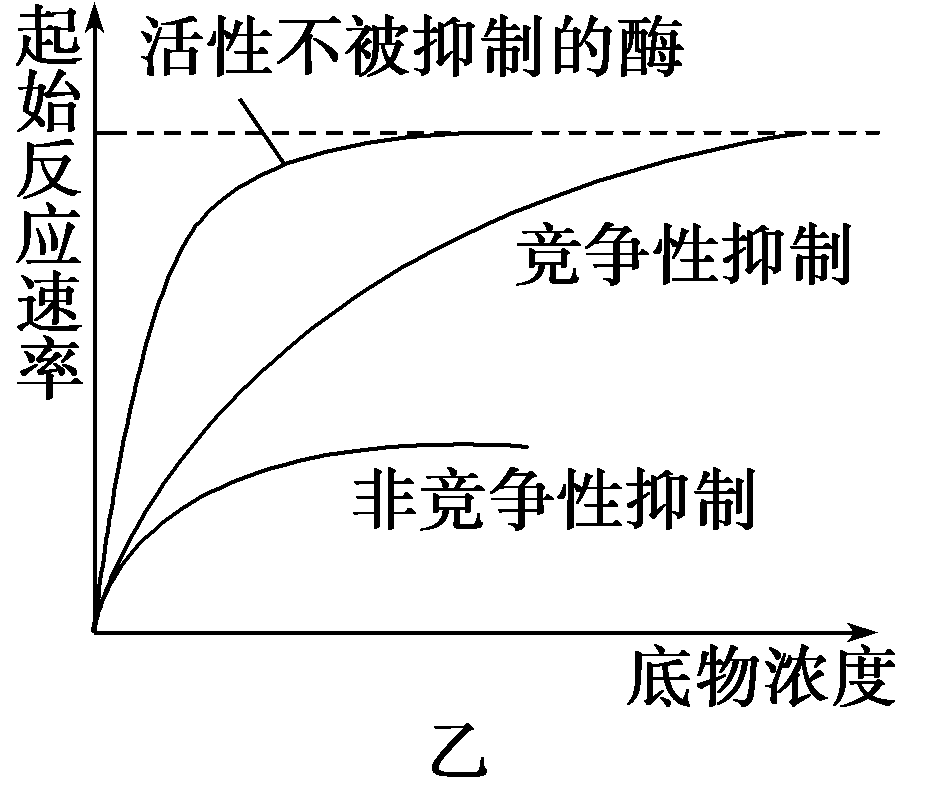 起始反应速率
活性不被抑制的酶
竞争性抑制
非竞争性抑制
底物浓度
乙